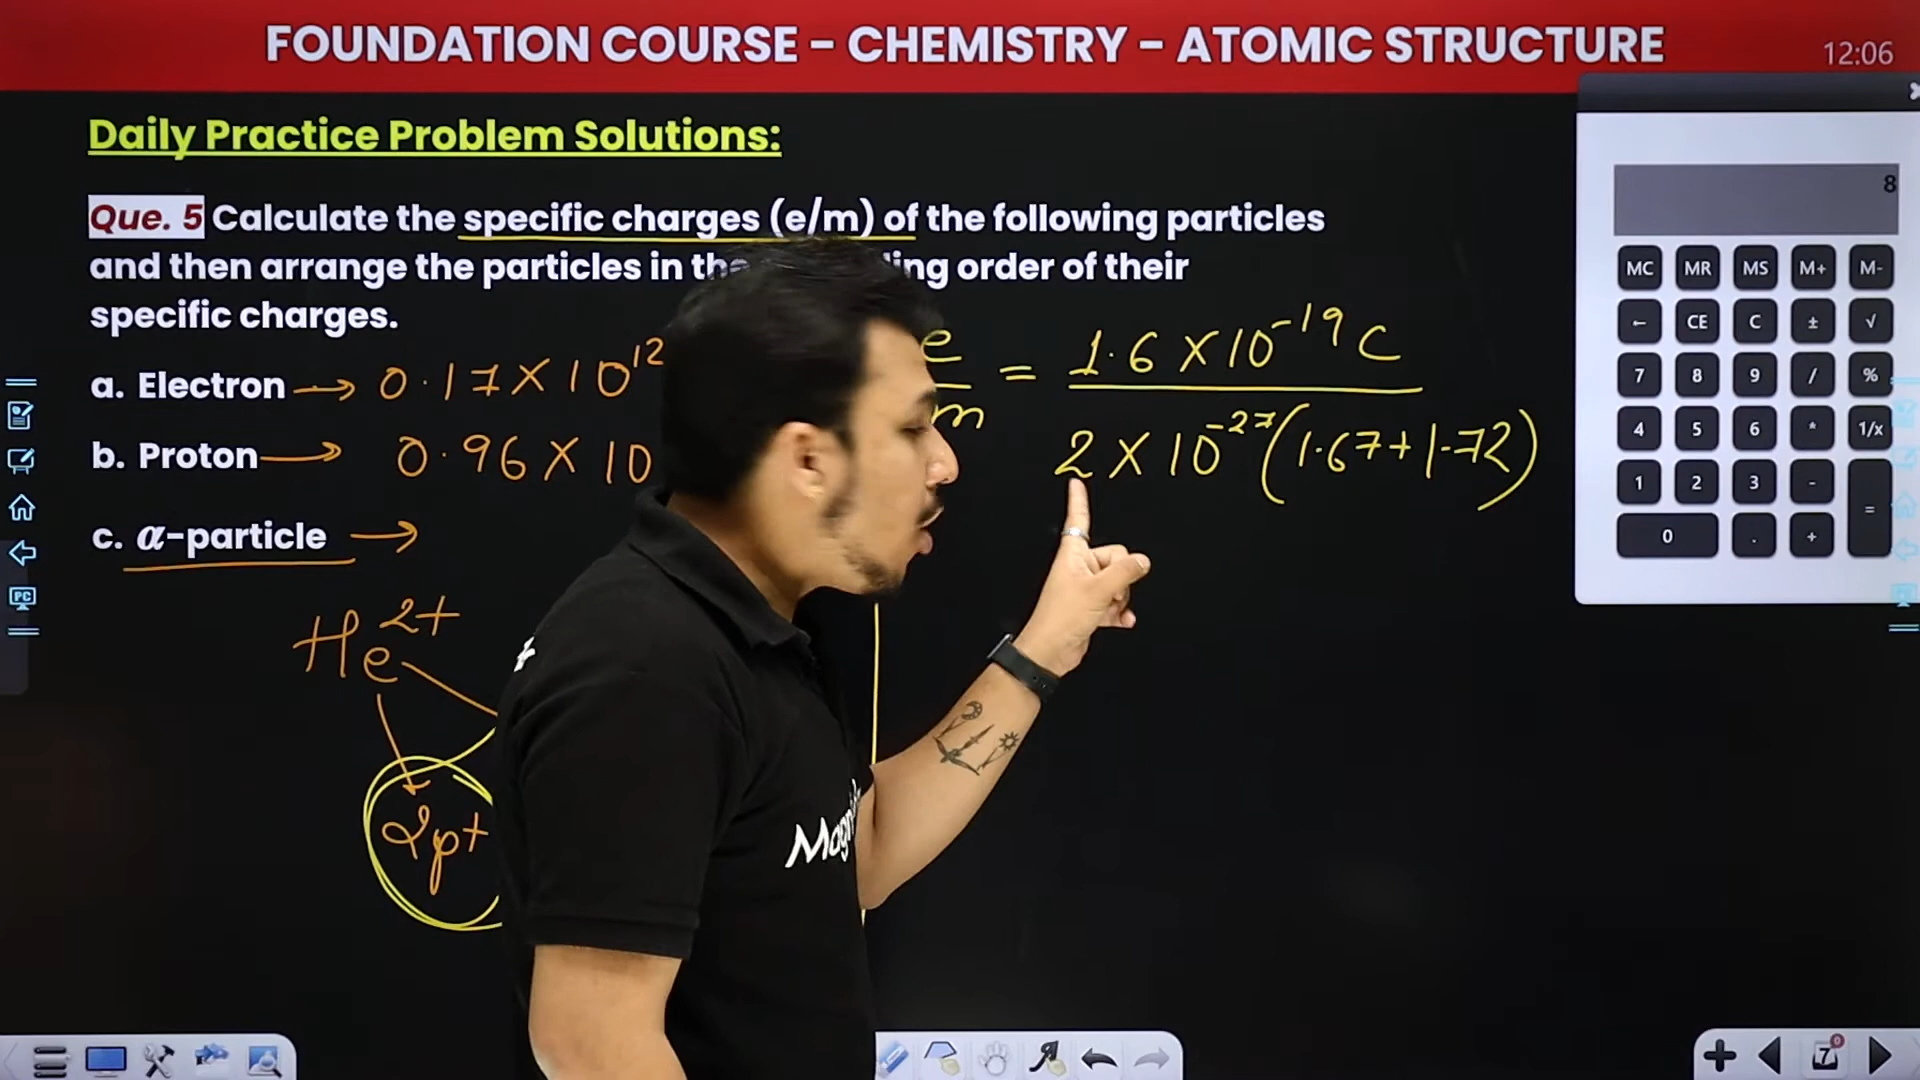 FOUNDATION COURSE - CHEMISTRY - ATOMIC STRUCTURE
12:06
Daily Practice Problem Solutions:
Que. 5 Calculate the specific charges (e/m) of the following particles
and then arrange the particles in the ing order of their
specific charges.
a. Electron → 0.17 X 10^12
b. Proton → 0.96 X 10
c. α-particle →
He^2+
2p+
e/m = 1.6 X 10^-19 C / 2 X 10^-27 (1.67+1.72)
8
MC MR MS M+ M-
← CE C ± √
7 8 9 / %
4 5 6 * 1/x
1 2 3 - =
0 . +
PC
7
0